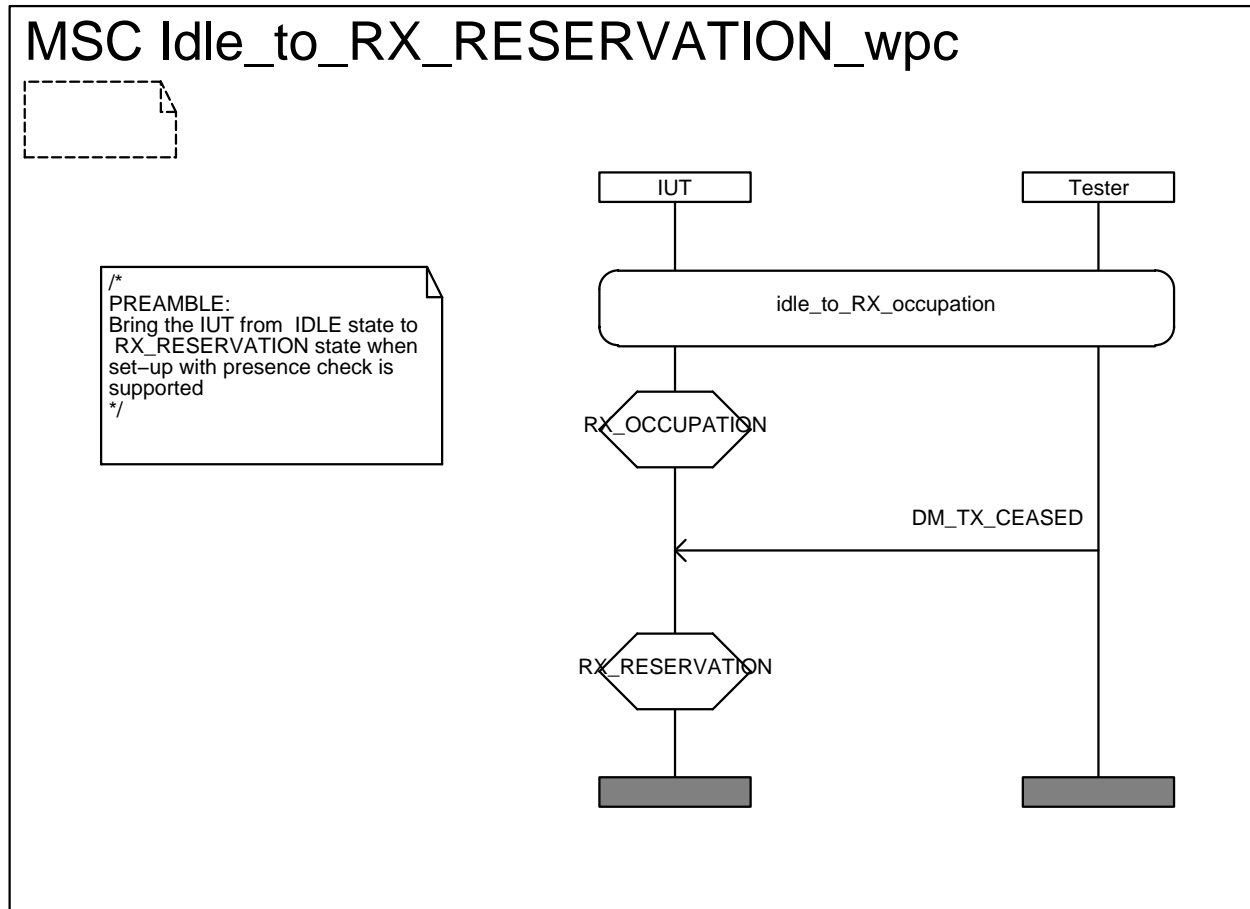 MSC Idle_to_RX_RESERVATION_wpc
IUT
Tester
/*
PREAMBLE:
Bring the IUT from  IDLE state to
RX_RESERVATION state when
set−up with presence check is
supported
*/
idle_to_RX_occupation
RX_OCCUPATION
DM_TX_CEASED
RX_RESERVATION